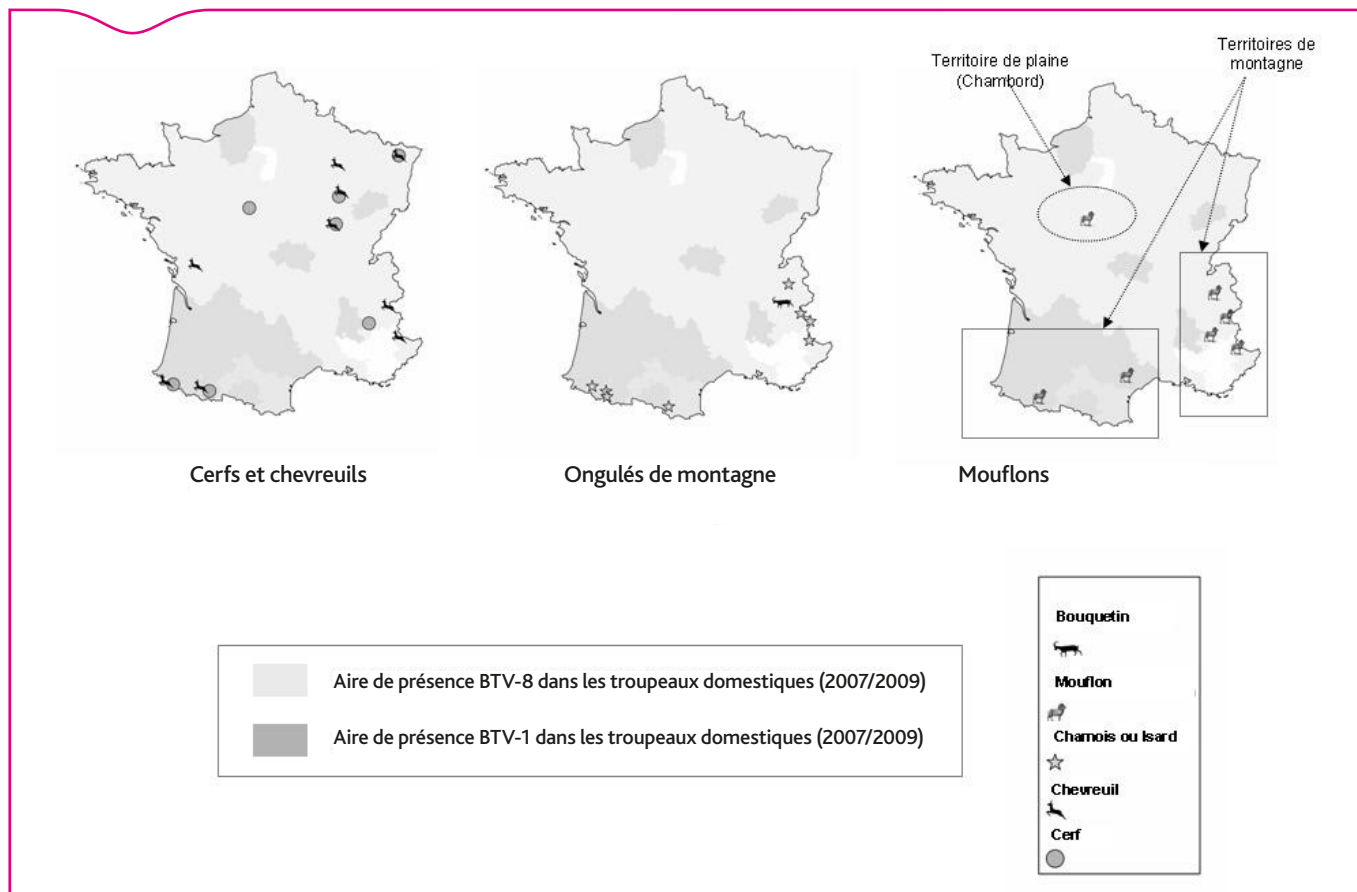 Territoire de plaine
(Chambord)
Territoires de
montagne
Cerfs et chevreuils
Ongulés de montagne
Mouflons
Aire de présence BTV-8 dans les troupeaux domestiques (2007/2009)
Aire de présence BTV-1 dans les troupeaux domestiques (2007/2009)
Bouquetin
Mouflon
Chamois ou Isard
Chevreuil
Cerf